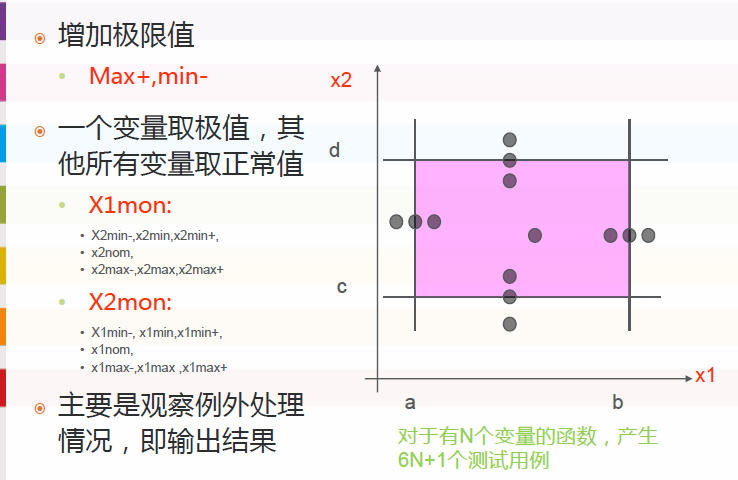 增加极限值
Max+,min-
一个变量取极值，其
他所有变量取正常值
X1mon:
X2min-,x2min,x2min+,
x2nom,
x2max-,x2max,x2max+
X2mon:
X1min-, x1min,x1min+,
x1nom,
x1max-,x1max ,x1max+
主要是观察例外处理
情况，即输出结果
x2
d
c
a
b
x1
对于有N个变量的函数，产生
6N+1个测试用例